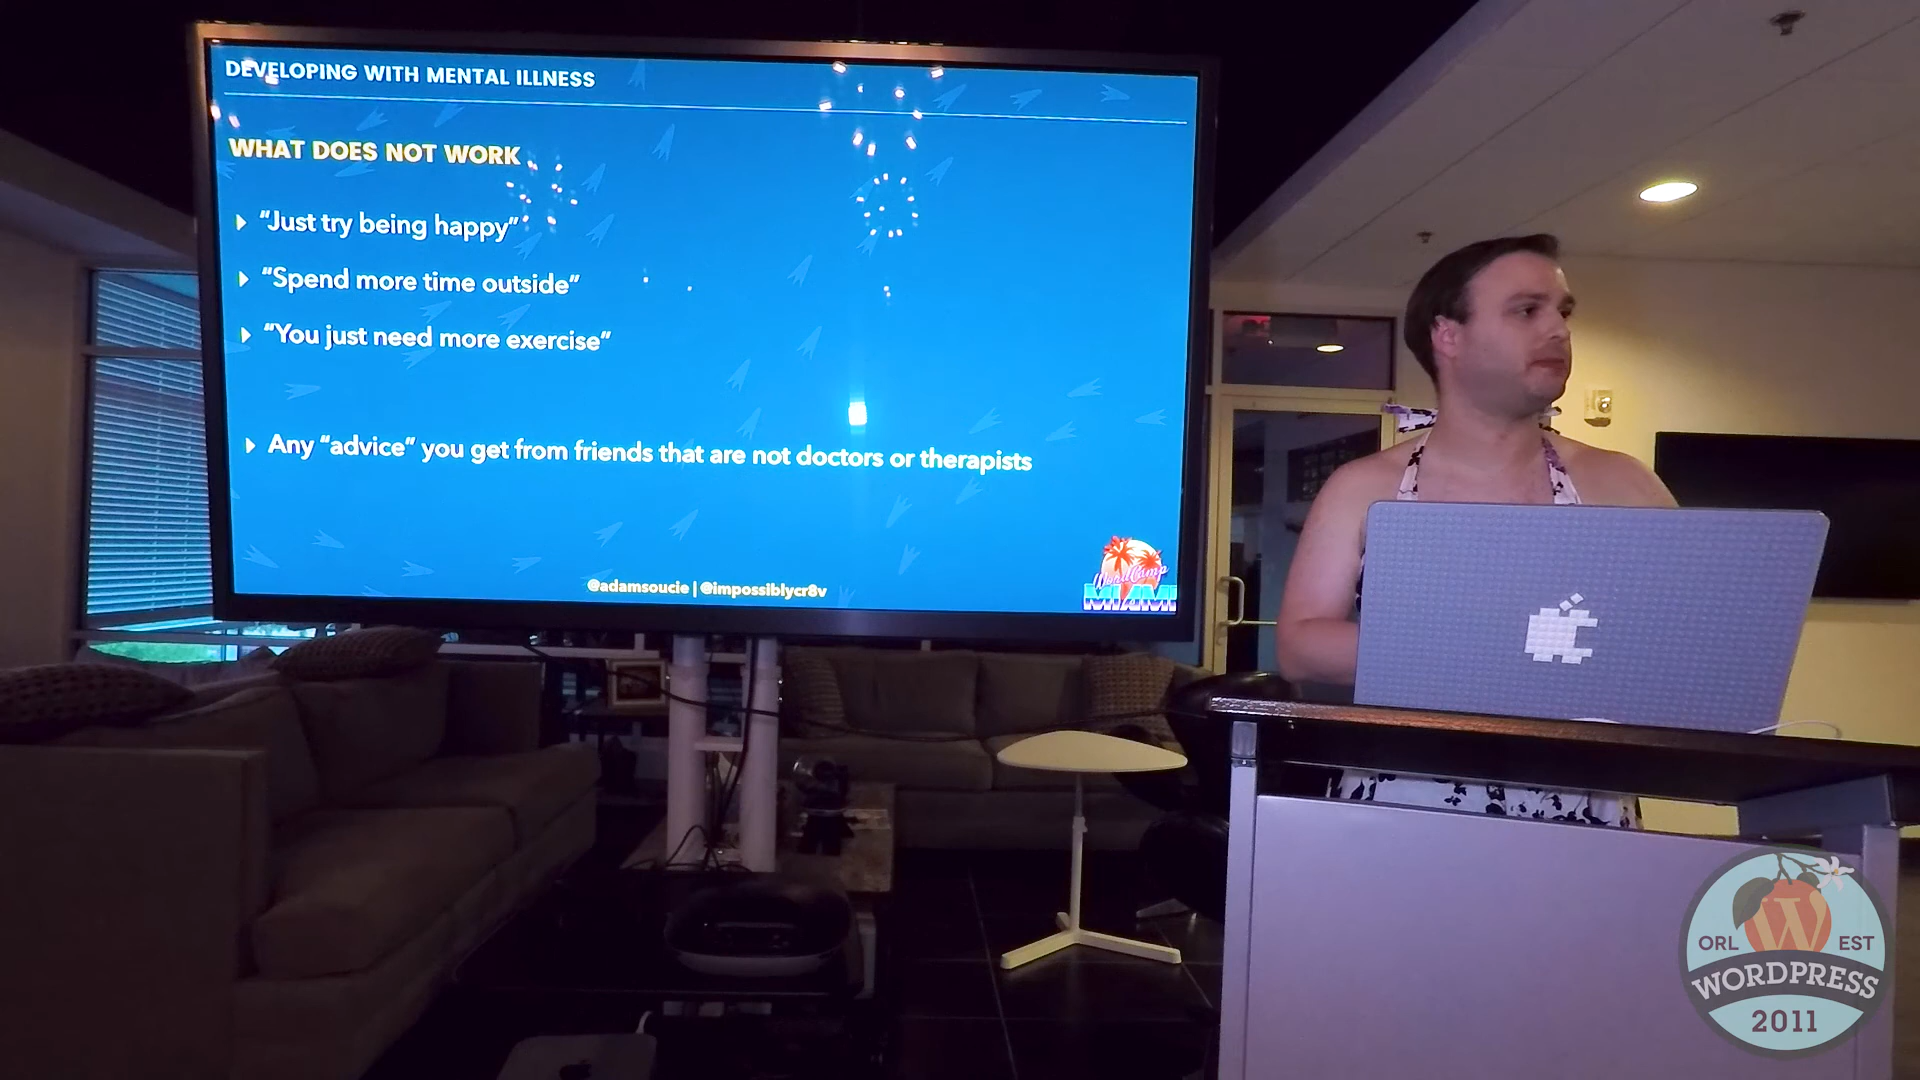 DEVELOPING WITH MENTAL ILLNESS
WHAT DOES NOT WORK
“Just try being happy”
“Spend more time outside”
“You just need more exercise”
Any “advice” you get from friends that are not doctors or therapists
@adamsoucie | @impossiblycr8v
WordCamp
MIAMI
ORL EST
WORDPRESS
2011